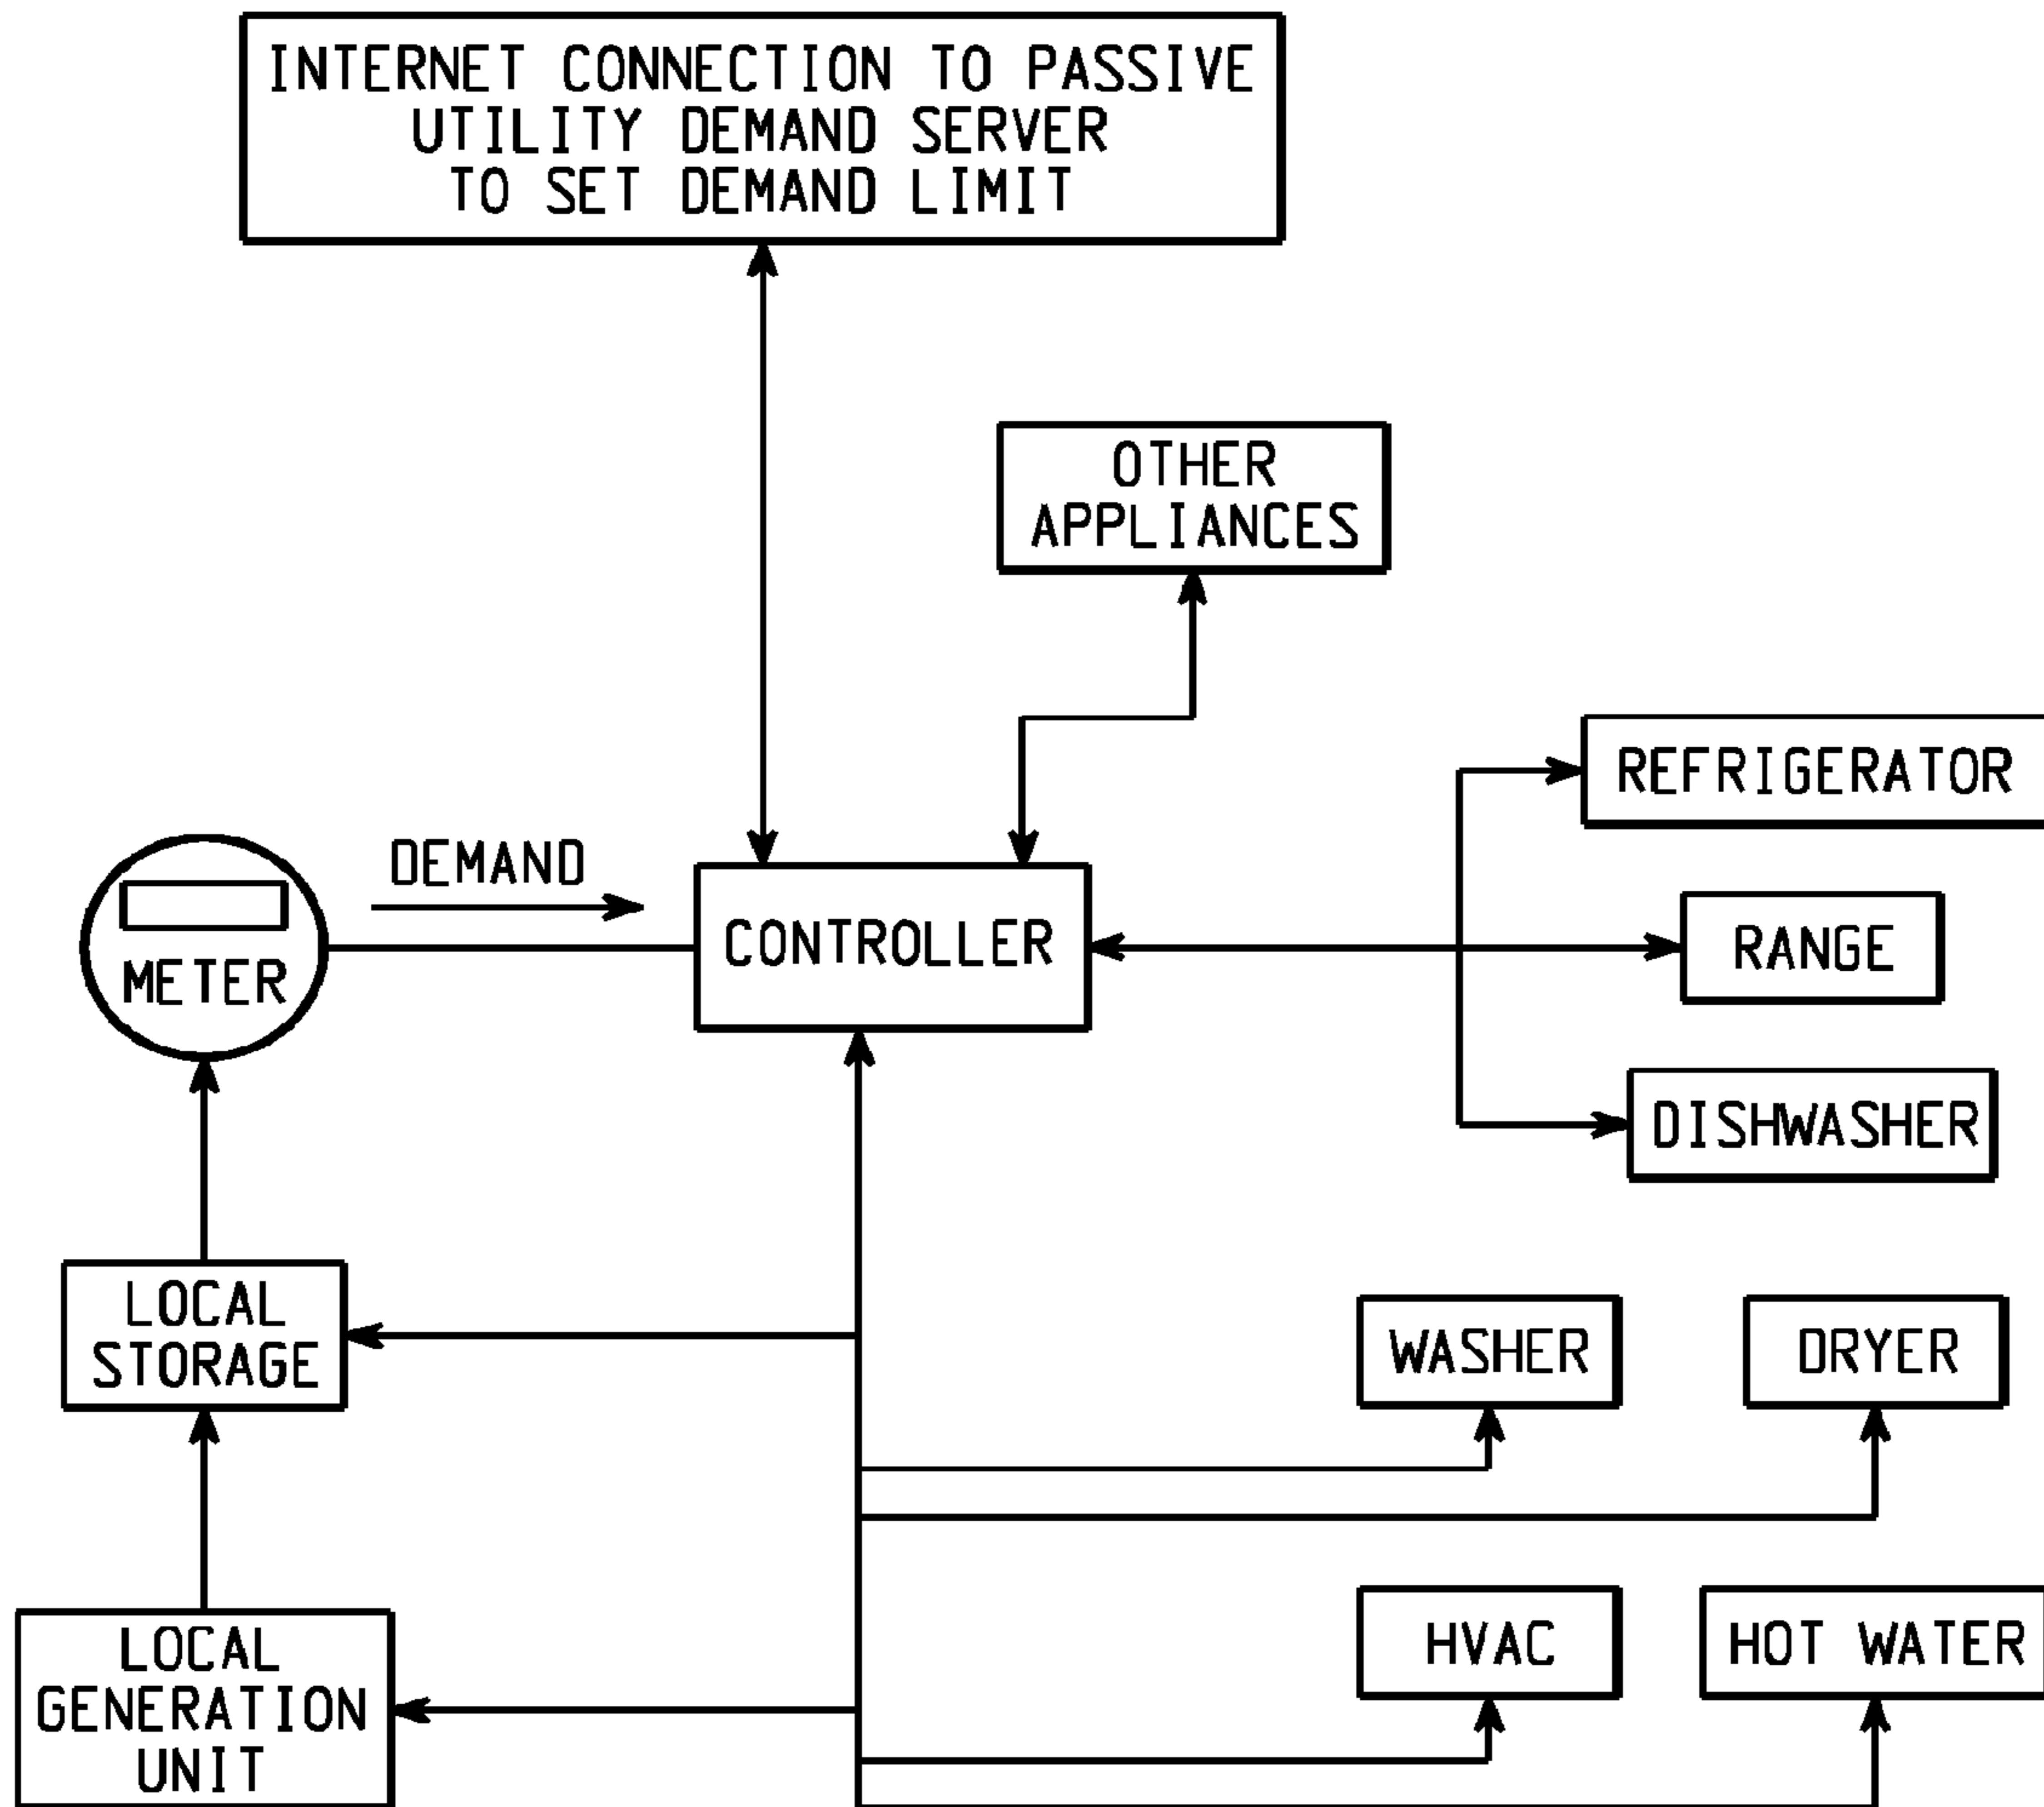 INTERNET CONNECTION TO PASSIVE
UTILITY DEMAND SERVER
TO SET DEMAND LIMIT
OTHER
APPLIANCES
REFRIGERATOR
DEMAND
METER
CONTROLLER
RANGE
DISHWASHER
LOCAL
STORAGE
WASHER
DRYER
LOCAL
GENERATION
UNIT
HVAC
HOT WATER